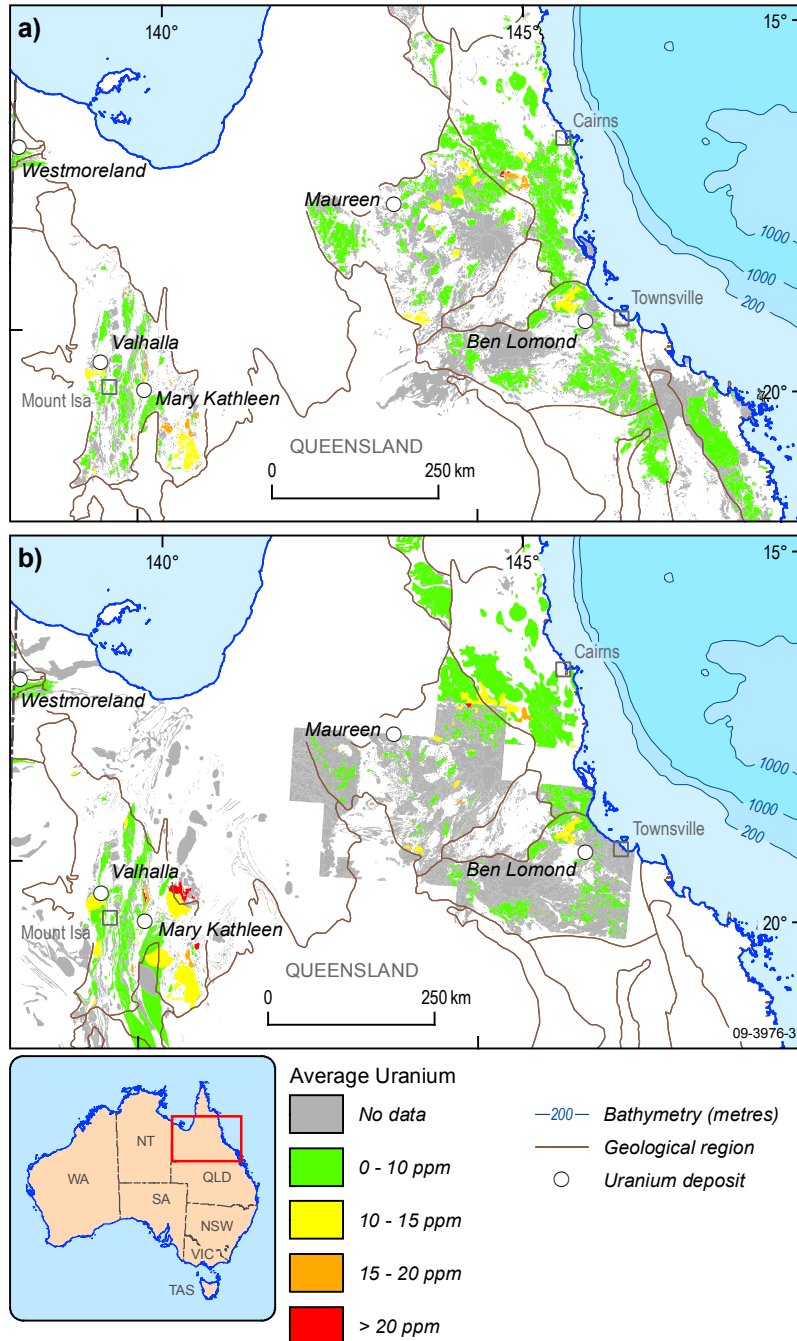 a)
140°
145°
15°
Cairns
Westmoreland
Maureen
1000
1000
200
Townsville
Valhalla
Ben Lomond
Mount Isa
Mary Kathleen
20°
QUEENSLAND
0 250 km
b)
140°
145°
15°
Cairns
Westmoreland
Maureen
1000
1000
200
Townsville
Ben Lomond
Valhalla
Mount Isa
Mary Kathleen
20°
QUEENSLAND
0 250 km
09-3976-3
Average Uranium
No data
0 - 10 ppm
10 - 15 ppm
15 - 20 ppm
> 20 ppm
200 Bathymetry (metres)
Geological region
Uranium deposit
NT
WA
QLD
SA
NSW
VIC
TAS